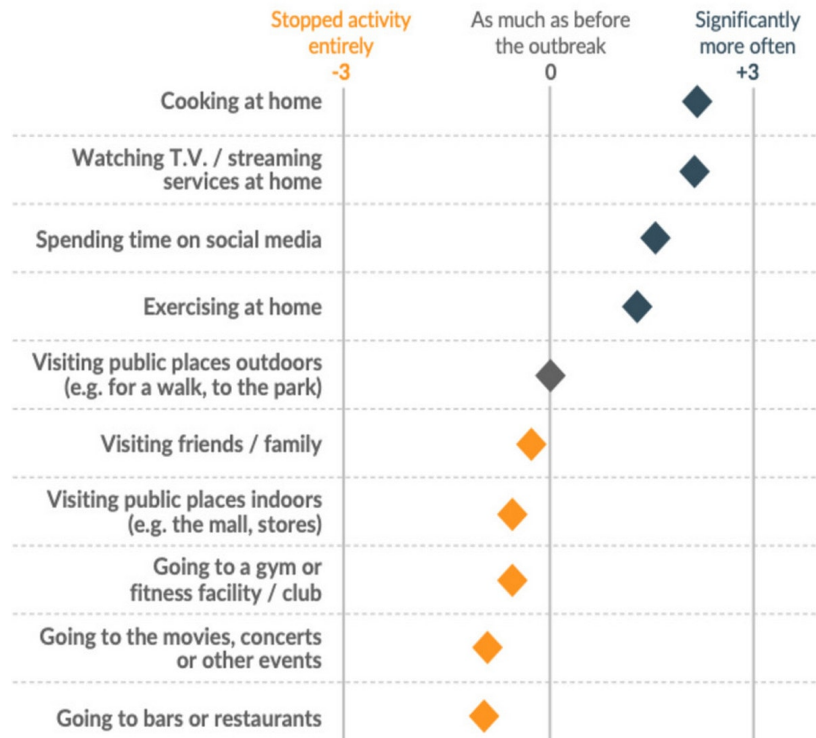 Stopped activity
entirely
-3
As much as before
the outbreak
0
Significantly
more often
+3
Cooking at home
Watching T.V. / streaming
services at home
Spending time on social media
Exercising at home
Visiting public places outdoors
(e.g. for a walk, to the park)
Visiting friends / family
Visiting public places indoors
(e.g. the mall, stores)
Going to a gym or
fitness facility / club
Going to the movies, concerts
or other events
Going to bars or restaurants